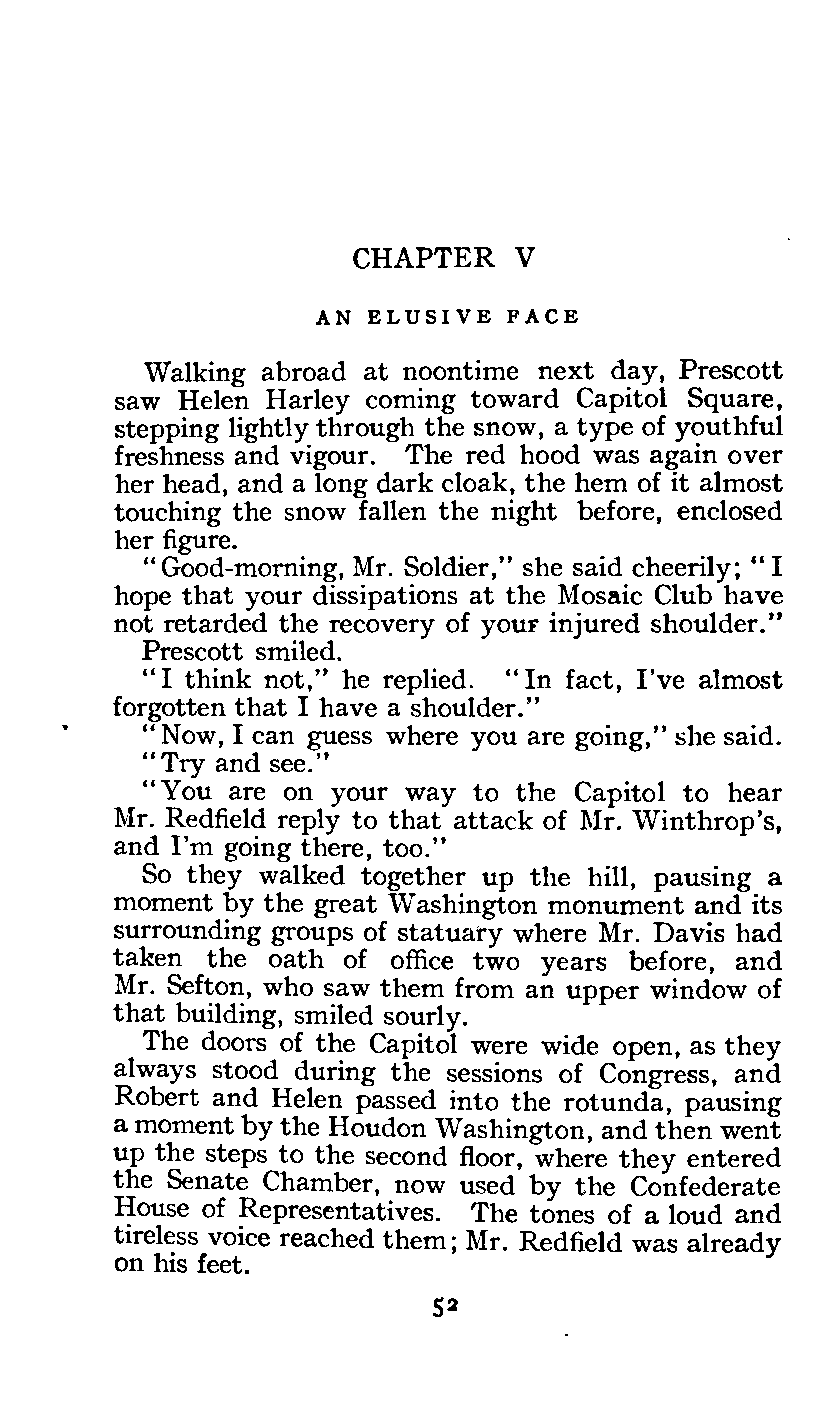 CHAPTER V
AN ELUSIVE FACE
Walking abroad at noontime next day, Prescott
saw Helen Harley coming toward Capitol Square,
stepping lightly through the snow, a type of youthful
freshness and vigour. The red hood was again over
her head, and a long dark cloak, the hem of it almost
touching the snow fallen the night before, enclosed
her figure.
"Good-morning, Mr. Soldier," she said cheerily; "I
hope that your dissipations at the Mosaic Club have
not retarded the recovery of your injured shoulder."
Prescott smiled.
"I think not," he replied. "In fact, I've almost
forgotten that I have a shoulder."
"Now, I can guess where you are going," she said.
"Try and see."
"You are on your way to the Capitol to hear
Mr. Redfield reply to that attack of Mr. Winthrop's,
and I'm going there, too."
So they walked together up the hill, pausing a
moment by the great Washington monument and its
surrounding groups of statuary where Mr. Davis had
taken the oath of office two years before, and
Mr. Sefton, who saw them from an upper window of
that building, smiled sourly.
The doors of the Capitol were wide open, as they
always stood during the sessions of Congress, and
Robert and Helen passed into the rotunda, pausing
a moment by the Houdon Washington, and then went
up the steps to the second floor, where they entered
the Senate Chamber, now used by the Confederate
House of Representatives. The tones of a loud and
tireless voice reached them; Mr. Redfield was already
on his feet.
52